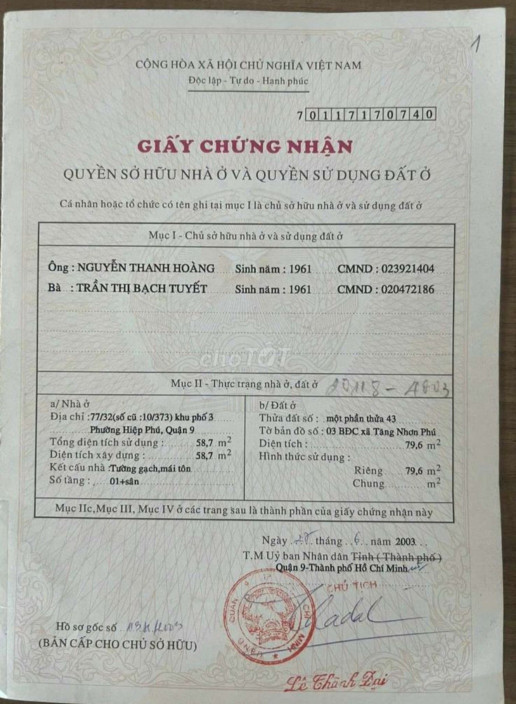 1
CỘNG HÒA XÃ HỘI CHỦ NGHĨA VIỆT NAM
Độc lập - Tự do - Hạnh phúc
7 0 1 1 7 1 7 0 7 4 0
GIẤY CHỨNG NHẬN
QUYỀN SỞ HỮU NHÀ Ở VÀ QUYỀN SỬ DỤNG ĐẤT Ở
Cá nhân hoặc tổ chức có tên ghi tại mục I là chủ sở hữu nhà ở và sử dụng đất ở
Mục I - Chủ sở hữu nhà ở và sử dụng đất ở
Ông : NGUYỄN THANH HOÀNG Sinh năm : 1961 CMND : 023921404
Bà : TRẦN THỊ BẠCH TUYẾT Sinh năm : 1961 CMND : 020472186
choTOT
Mục II - Thực trạng nhà ở, đất ở
a/ Nhà ở
Địa chỉ :77/32(số cũ :10/373) khu phố 3
Phường Hiệp Phú, Quận 9
Tổng diện tích sử dụng : 58,7 m²
Diện tích xây dựng : 58,7 m²
Kết cấu nhà :Tường gạch,mái tôn
Số tầng : 01+sân
b/ Đất ở
Thửa đất số : một phần thửa 43
Tờ bản đồ số : 03 BĐC xã Tăng Nhơn Phú
Diện tích : 79,6 m²
Hình thức sử dụng :
Riêng 79,6 m²
Chung m²
Mục IIc,Mục III, Mục IV ở các trang sau là thành phần của giấy chứng nhận này
Ngày 28 tháng 6 năm 2003
T.M Uỷ ban Nhân dân Tỉnh ( Thành phố )
Quận 9-Thành phố Hồ Chí Minh
CHỦ TỊCH
Hồ sơ gốc số
(BẢN CẤP CHO CHỦ SỞ HỮU)
Lê Thành Đại